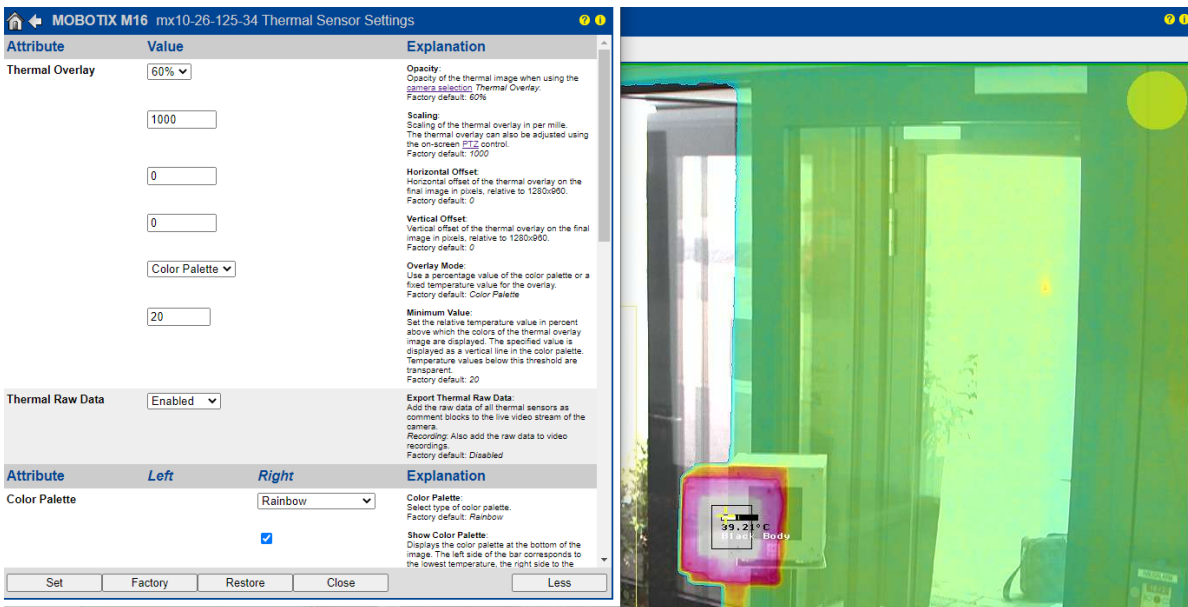 MOBOTIX M16 mx10-26-125-34 Thermal Sensor Settings
Attribute Value Explanation
Thermal Overlay 60% Opacity:
Opacity of the thermal image when using the
camera selection Thermal Overlay.
Factory default: 60%
1000 Scaling:
Scaling of the thermal overlay in per mille.
The thermal overlay can also be adjusted using
the on-screen PTZ control.
Factory default: 1000
0 Horizontal Offset:
Horizontal offset of the thermal overlay on the
final image in pixels, relative to 1280x960.
Factory default: 0
0 Vertical Offset:
Vertical offset of the thermal overlay on the final
image in pixels, relative to 1280x960.
Factory default: 0
Color Palette Overlay Mode:
Use a percentage value of the color palette or a
fixed temperature value for the overlay.
Factory default: Color Palette
20 Minimum Value:
Set the relative temperature value in percent
above which the colors of the thermal overlay
image are displayed. The specified value is
displayed as a vertical line in the color palette.
Temperature values below this threshold are
transparent.
Factory default: 20
Thermal Raw Data Enabled Export Thermal Raw Data:
Add the raw data of all thermal sensors as
comment blocks to the live video stream of the
camera.
Recording: Also add the raw data to video
recordings.
Factory default: Disabled
Attribute Left Right Explanation
Color Palette Rainbow Color Palette:
Select type of color palette.
Factory default: Rainbow
Show Color Palette:
Displays the color palette at the bottom of the
image. The left side of the bar corresponds to
the lowest temperature, the right side to the
Set Factory Restore Close Less
39.21°C
Black Body